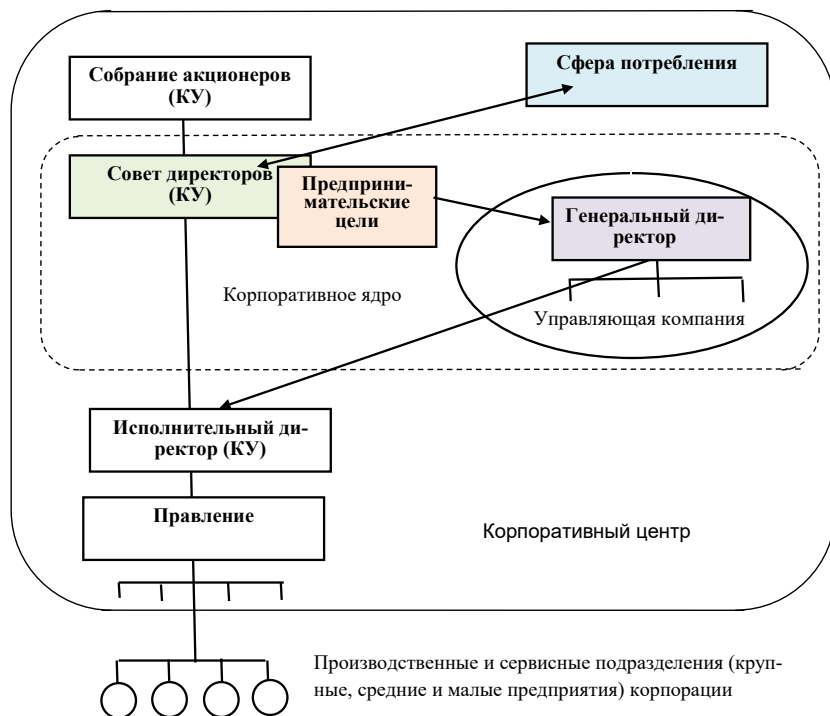 Собрание акционеров
(КУ)
Сфера потребления
Совет директоров
(КУ)
Предприни-
мательские
цели
Генеральный ди-
ректор
Корпоративное ядро
Управляющая компания
Исполнительный ди-
ректор (КУ)
Правление
Корпоративный центр
Производственные и сервисные подразделения (круп-
ные, средние и малые предприятия) корпорации